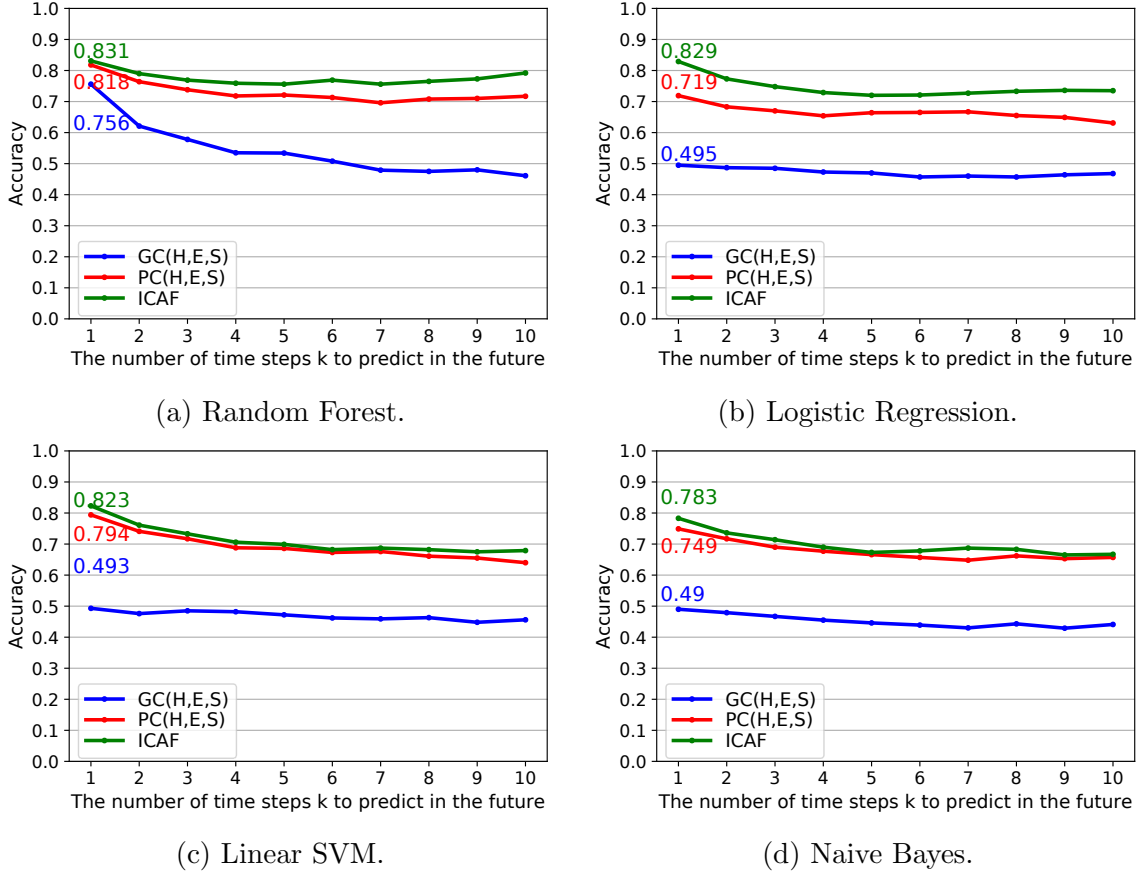 1.0
0.9
0.8
0.7
0.6
0.5
0.4
0.3
0.2
0.1
0.0
Accuracy
0.831
0.818
0.756
GC(H,E,S)
PC(H,E,S)
ICAF
1 2 3 4 5 6 7 8 9 10
The number of time steps k to predict in the future
(a) Random Forest.
1.0
0.9
0.8
0.7
0.6
0.5
0.4
0.3
0.2
0.1
0.0
Accuracy
0.829
0.719
0.495
GC(H,E,S)
PC(H,E,S)
ICAF
1 2 3 4 5 6 7 8 9 10
The number of time steps k to predict in the future
(b) Logistic Regression.
1.0
0.9
0.8
0.7
0.6
0.5
0.4
0.3
0.2
0.1
0.0
Accuracy
0.823
0.794
0.493
GC(H,E,S)
PC(H,E,S)
ICAF
1 2 3 4 5 6 7 8 9 10
The number of time steps k to predict in the future
(c) Linear SVM.
1.0
0.9
0.8
0.7
0.6
0.5
0.4
0.3
0.2
0.1
0.0
Accuracy
0.783
0.749
0.49
GC(H,E,S)
PC(H,E,S)
ICAF
1 2 3 4 5 6 7 8 9 10
The number of time steps k to predict in the future
(d) Naive Bayes.